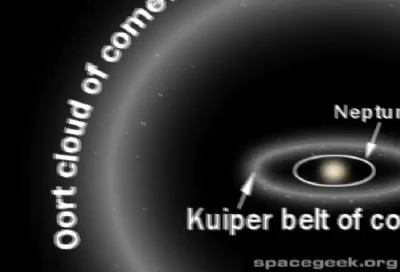 Oort cloud of come
Neptun
Kuiper belt of co
spacegeek.org